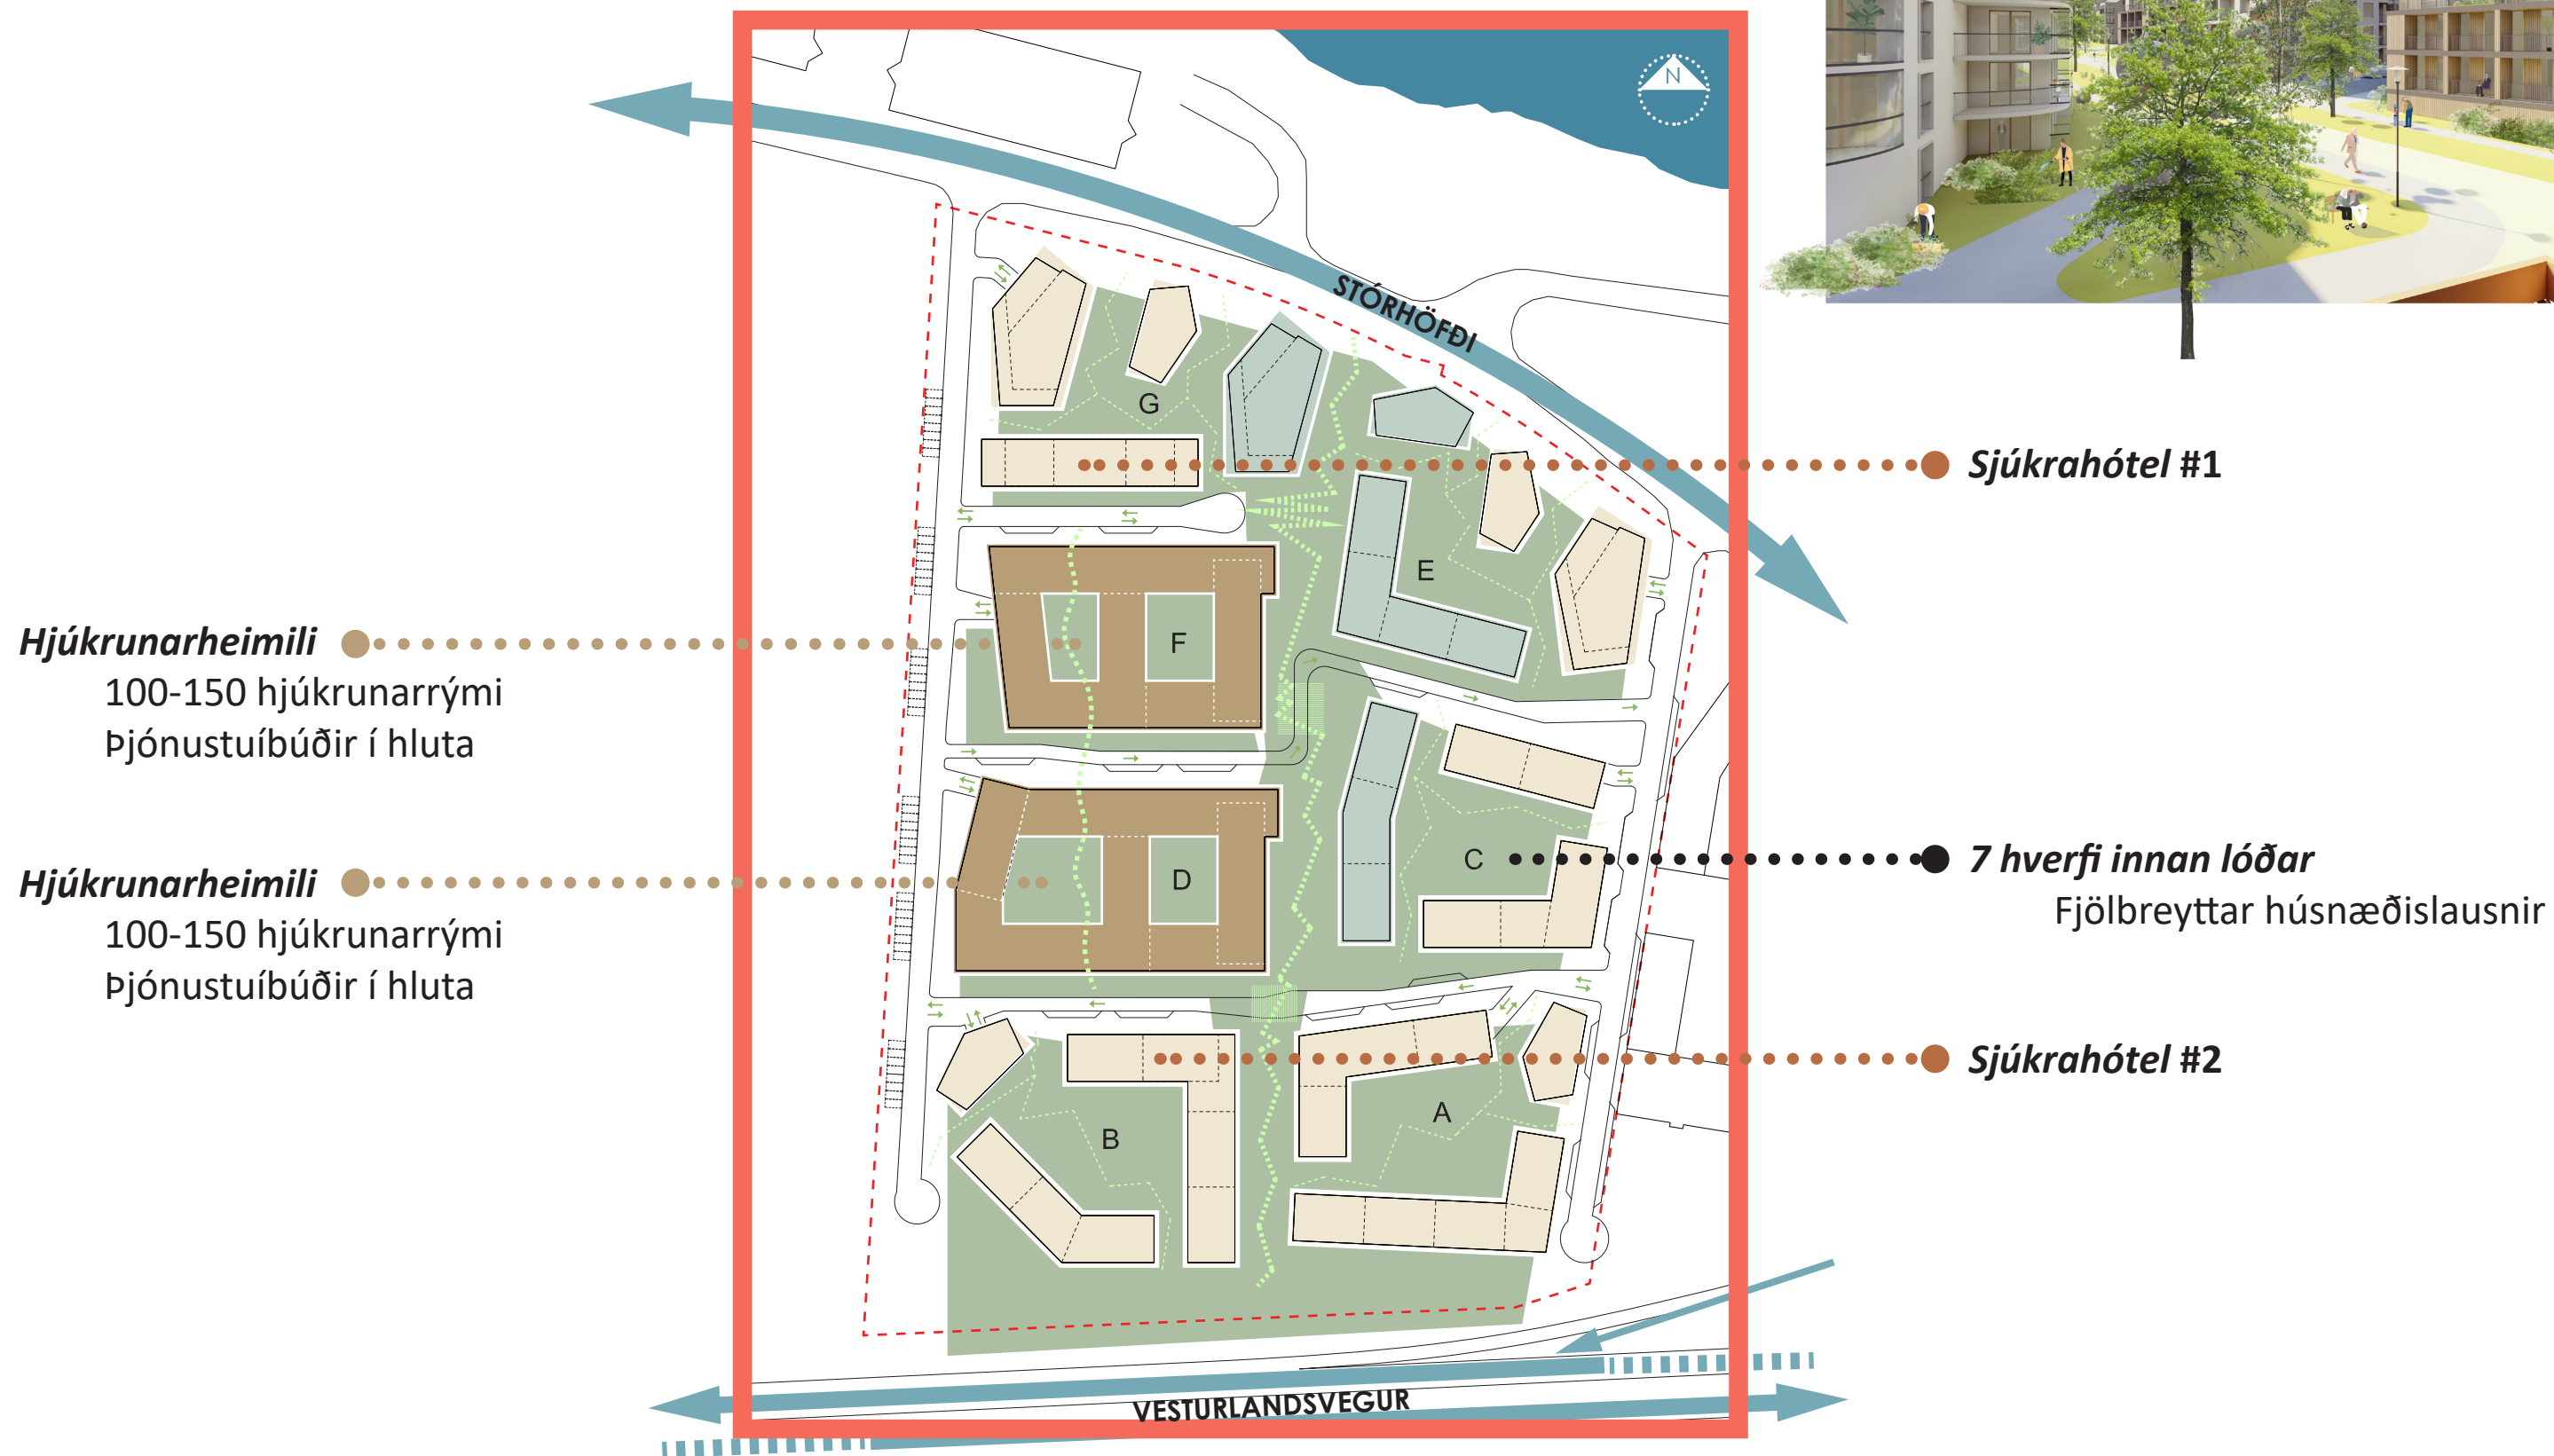 N
STÓRHÖFÐI
G
Sjúkrahótel #1
E
Hjúkrunarheimili
100-150 hjúkrunarrými
Þjónustuíbúðir í hluta
F
C
7 hverfi innan lóðar
Fjölbreyttar húsnæðislausnir
Hjúkrunarheimili
100-150 hjúkrunarrými
Þjónustuíbúðir í hluta
D
Sjúkrahótel #2
A
B
VESTURLANDSVEGUR